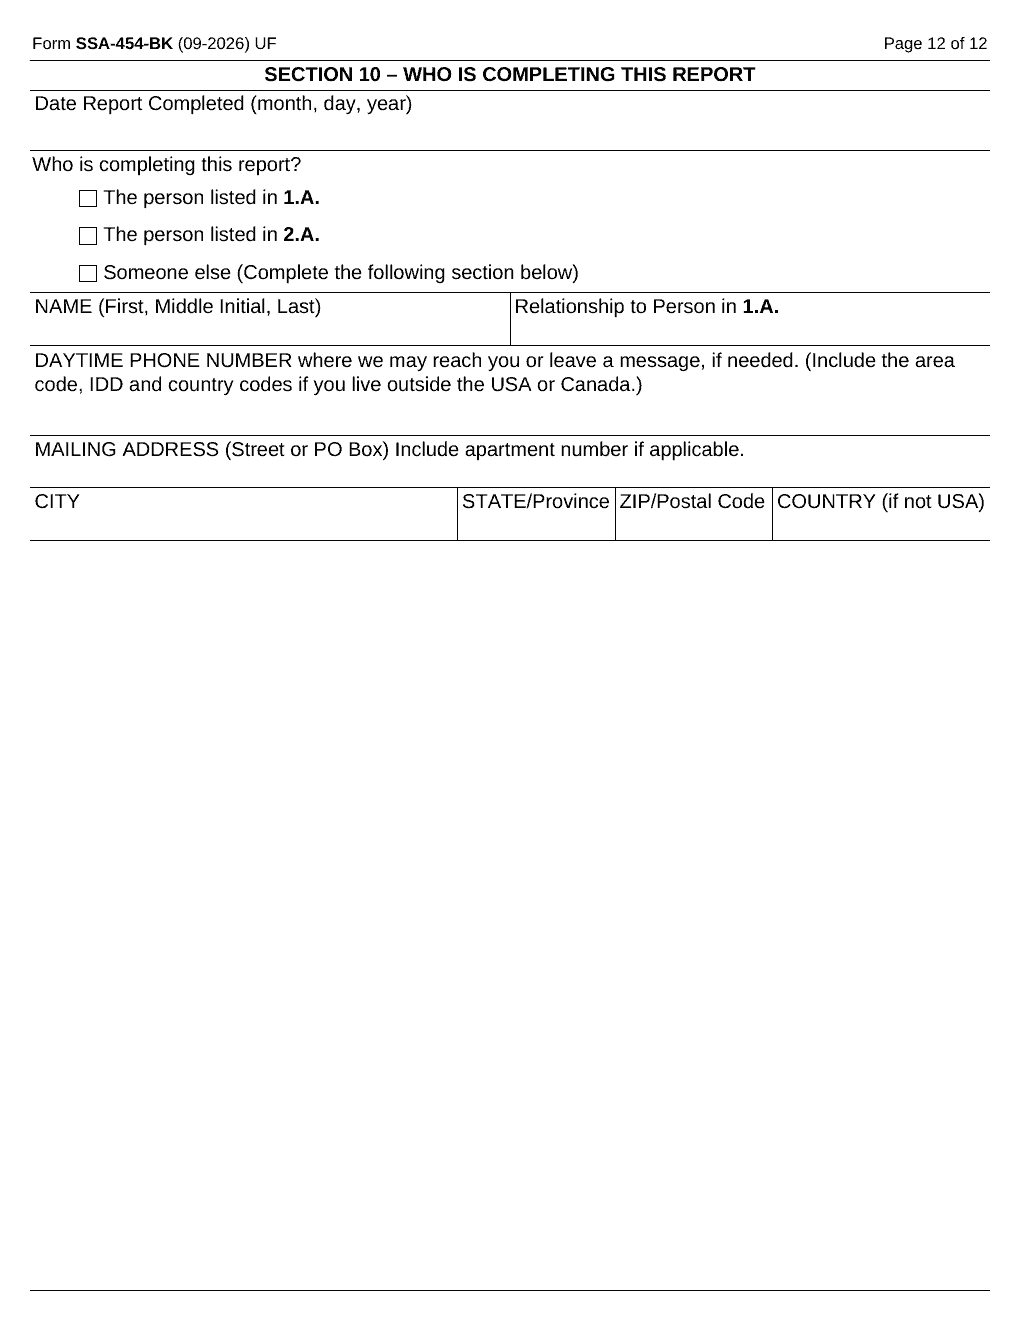 Form SSA-454-BK (09-2026) UF
Page 12 of 12
SECTION 10 – WHO IS COMPLETING THIS REPORT
Date Report Completed (month, day, year)
Who is completing this report?
The person listed in 1.A.
The person listed in 2.A.
Someone else (Complete the following section below)
NAME (First, Middle Initial, Last)
Relationship to Person in 1.A.
DAYTIME PHONE NUMBER where we may reach you or leave a message, if needed. (Include the area
code, IDD and country codes if you live outside the USA or Canada.)
MAILING ADDRESS (Street or PO Box) Include apartment number if applicable.
CITY
STATE/Province
ZIP/Postal Code
COUNTRY (if not USA)